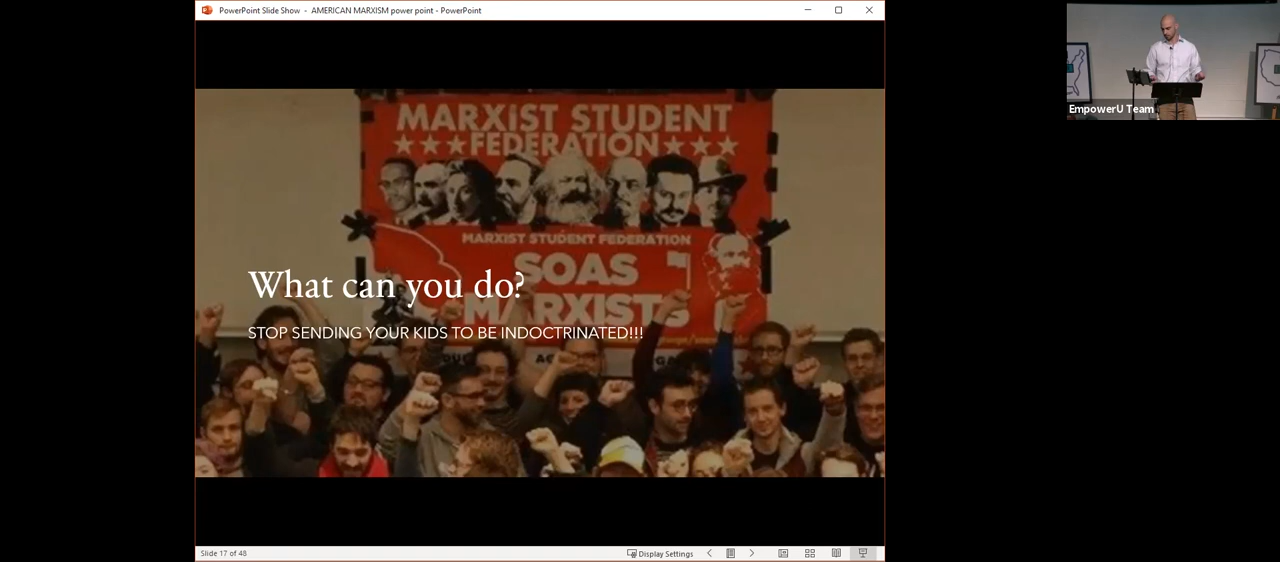 PowerPoint Slide Show - AMERICAN MARXISM power point - PowerPoint
EmpowerU Team
MARXiST STUDENT
FEDERATION
MARXIST STUDENT FEDERATION
SOAS
MARXISTS
What can you do?
STOP SENDING YOUR KIDS TO BE INDOCTRINATED!!!
Slide 17 of 48
Display Settings